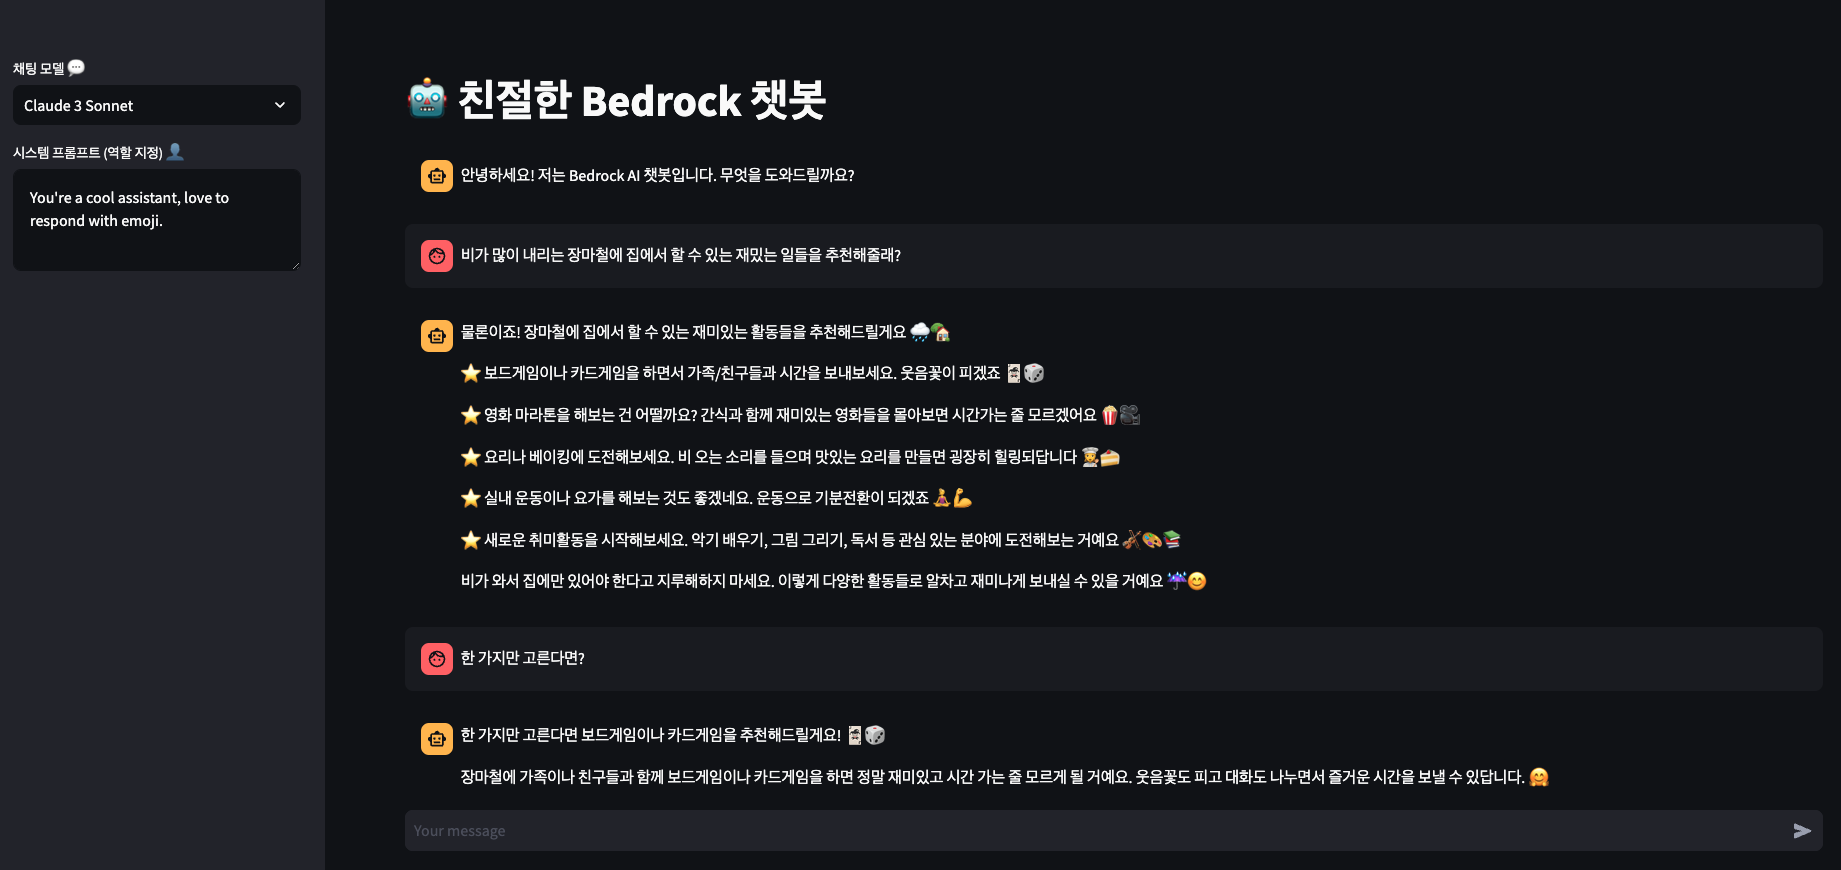 채팅 모델 💬
Claude 3 Sonnet
시스템 프롬프트 (역할 지정) 👤
You're a cool assistant, love to
respond with emoji.
🤖 친절한 Bedrock 챗봇
안녕하세요! 저는 Bedrock AI 챗봇입니다. 무엇을 도와드릴까요?
비가 많이 내리는 장마철에 집에서 할 수 있는 재밌는 일들을 추천해줄래?
물론이죠! 장마철에 집에서 할 수 있는 재미있는 활동들을 추천해드릴게요 🌧️🏡
⭐ 보드게임이나 카드게임을 하면서 가족/친구들과 시간을 보내보세요. 웃음꽃이 피겠죠 🃏🎲
⭐ 영화 마라톤을 해보는 건 어떨까요? 간식과 함께 재미있는 영화들을 몰아보면 시간가는 줄 모르겠어요 🍿🎥
⭐ 요리나 베이킹에 도전해보세요. 비 오는 소리를 들으며 맛있는 요리를 만들면 굉장히 힐링되답니다 👩‍🍳🍰
⭐ 실내 운동이나 요가를 해보는 것도 좋겠네요. 운동으로 기분전환이 되겠죠 🧘‍♀️💪
⭐ 새로운 취미활동을 시작해보세요. 악기 배우기, 그림 그리기, 독서 등 관심 있는 분야에 도전해보는 거예요 🎻🎨📚
비가 와서 집에만 있어야 한다고 지루해하지 마세요. 이렇게 다양한 활동들로 알차고 재미나게 보내실 수 있을 거예요 ☔😊
한 가지만 고른다면?
한 가지만 고른다면 보드게임이나 카드게임을 추천해드릴게요! 🃏🎲
장마철에 가족이나 친구들과 함께 보드게임이나 카드게임을 하면 정말 재미있고 시간 가는 줄 모르게 될 거예요. 웃음꽃도 피고 대화도 나누면서 즐거운 시간을 보낼 수 있답니다. 🤗
Your message